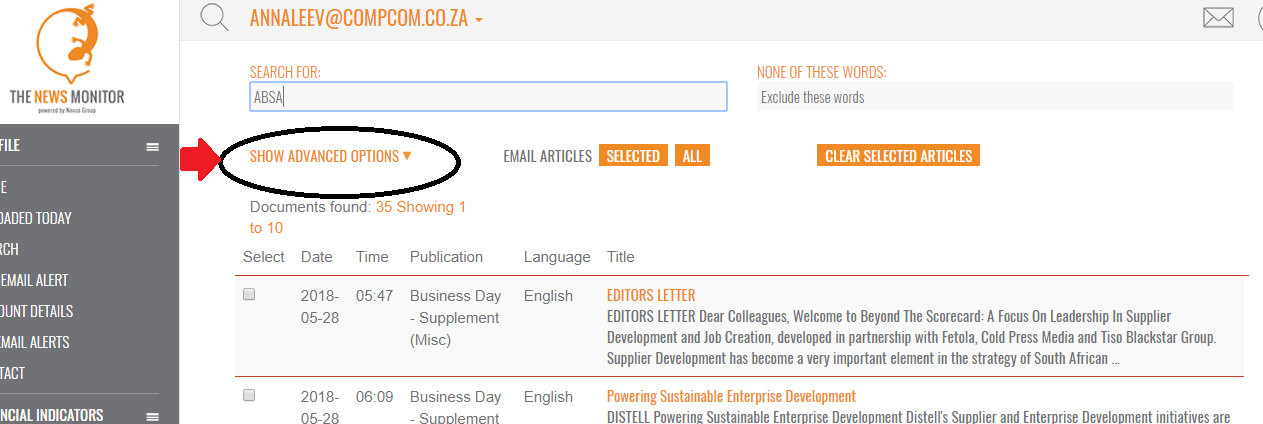 ANNALEEV@COMPCOM.CO.ZA
THE NEWS MONITOR
powered by Novus Group
SEARCH FOR:
NONE OF THESE WORDS:
ABSA
Exclude these words
FILE
SHOW ADVANCED OPTIONS ▼
EMAIL ARTICLES SELECTED ALL
CLEAR SELECTED ARTICLES
E
OADED TODAY
RCH
EMAIL ALERT
OUNT DETAILS
EMAIL ALERTS
TACT
NCIAL INDICATORS
Documents found: 35 Showing 1
to 10
Select Date Time Publication Language Title
2018-
05-28
05:47
Business Day
- Supplement
(Misc)
English
EDITORS LETTER
EDITORS LETTER Dear Colleagues, Welcome to Beyond The Scorecard: A Focus On Leadership In Supplier
Development and Job Creation, developed in partnership with Fetola, Cold Press Media and Tiso Blackstar Group.
Supplier Development has become a very important element in the strategy of South African ...
2018-
05-28
06:09
Business Day
- Supplement
English
Powering Sustainable Enterprise Development
DISTELL Powering Sustainable Enterprise Development Distell's Supplier and Enterprise Development initiatives are